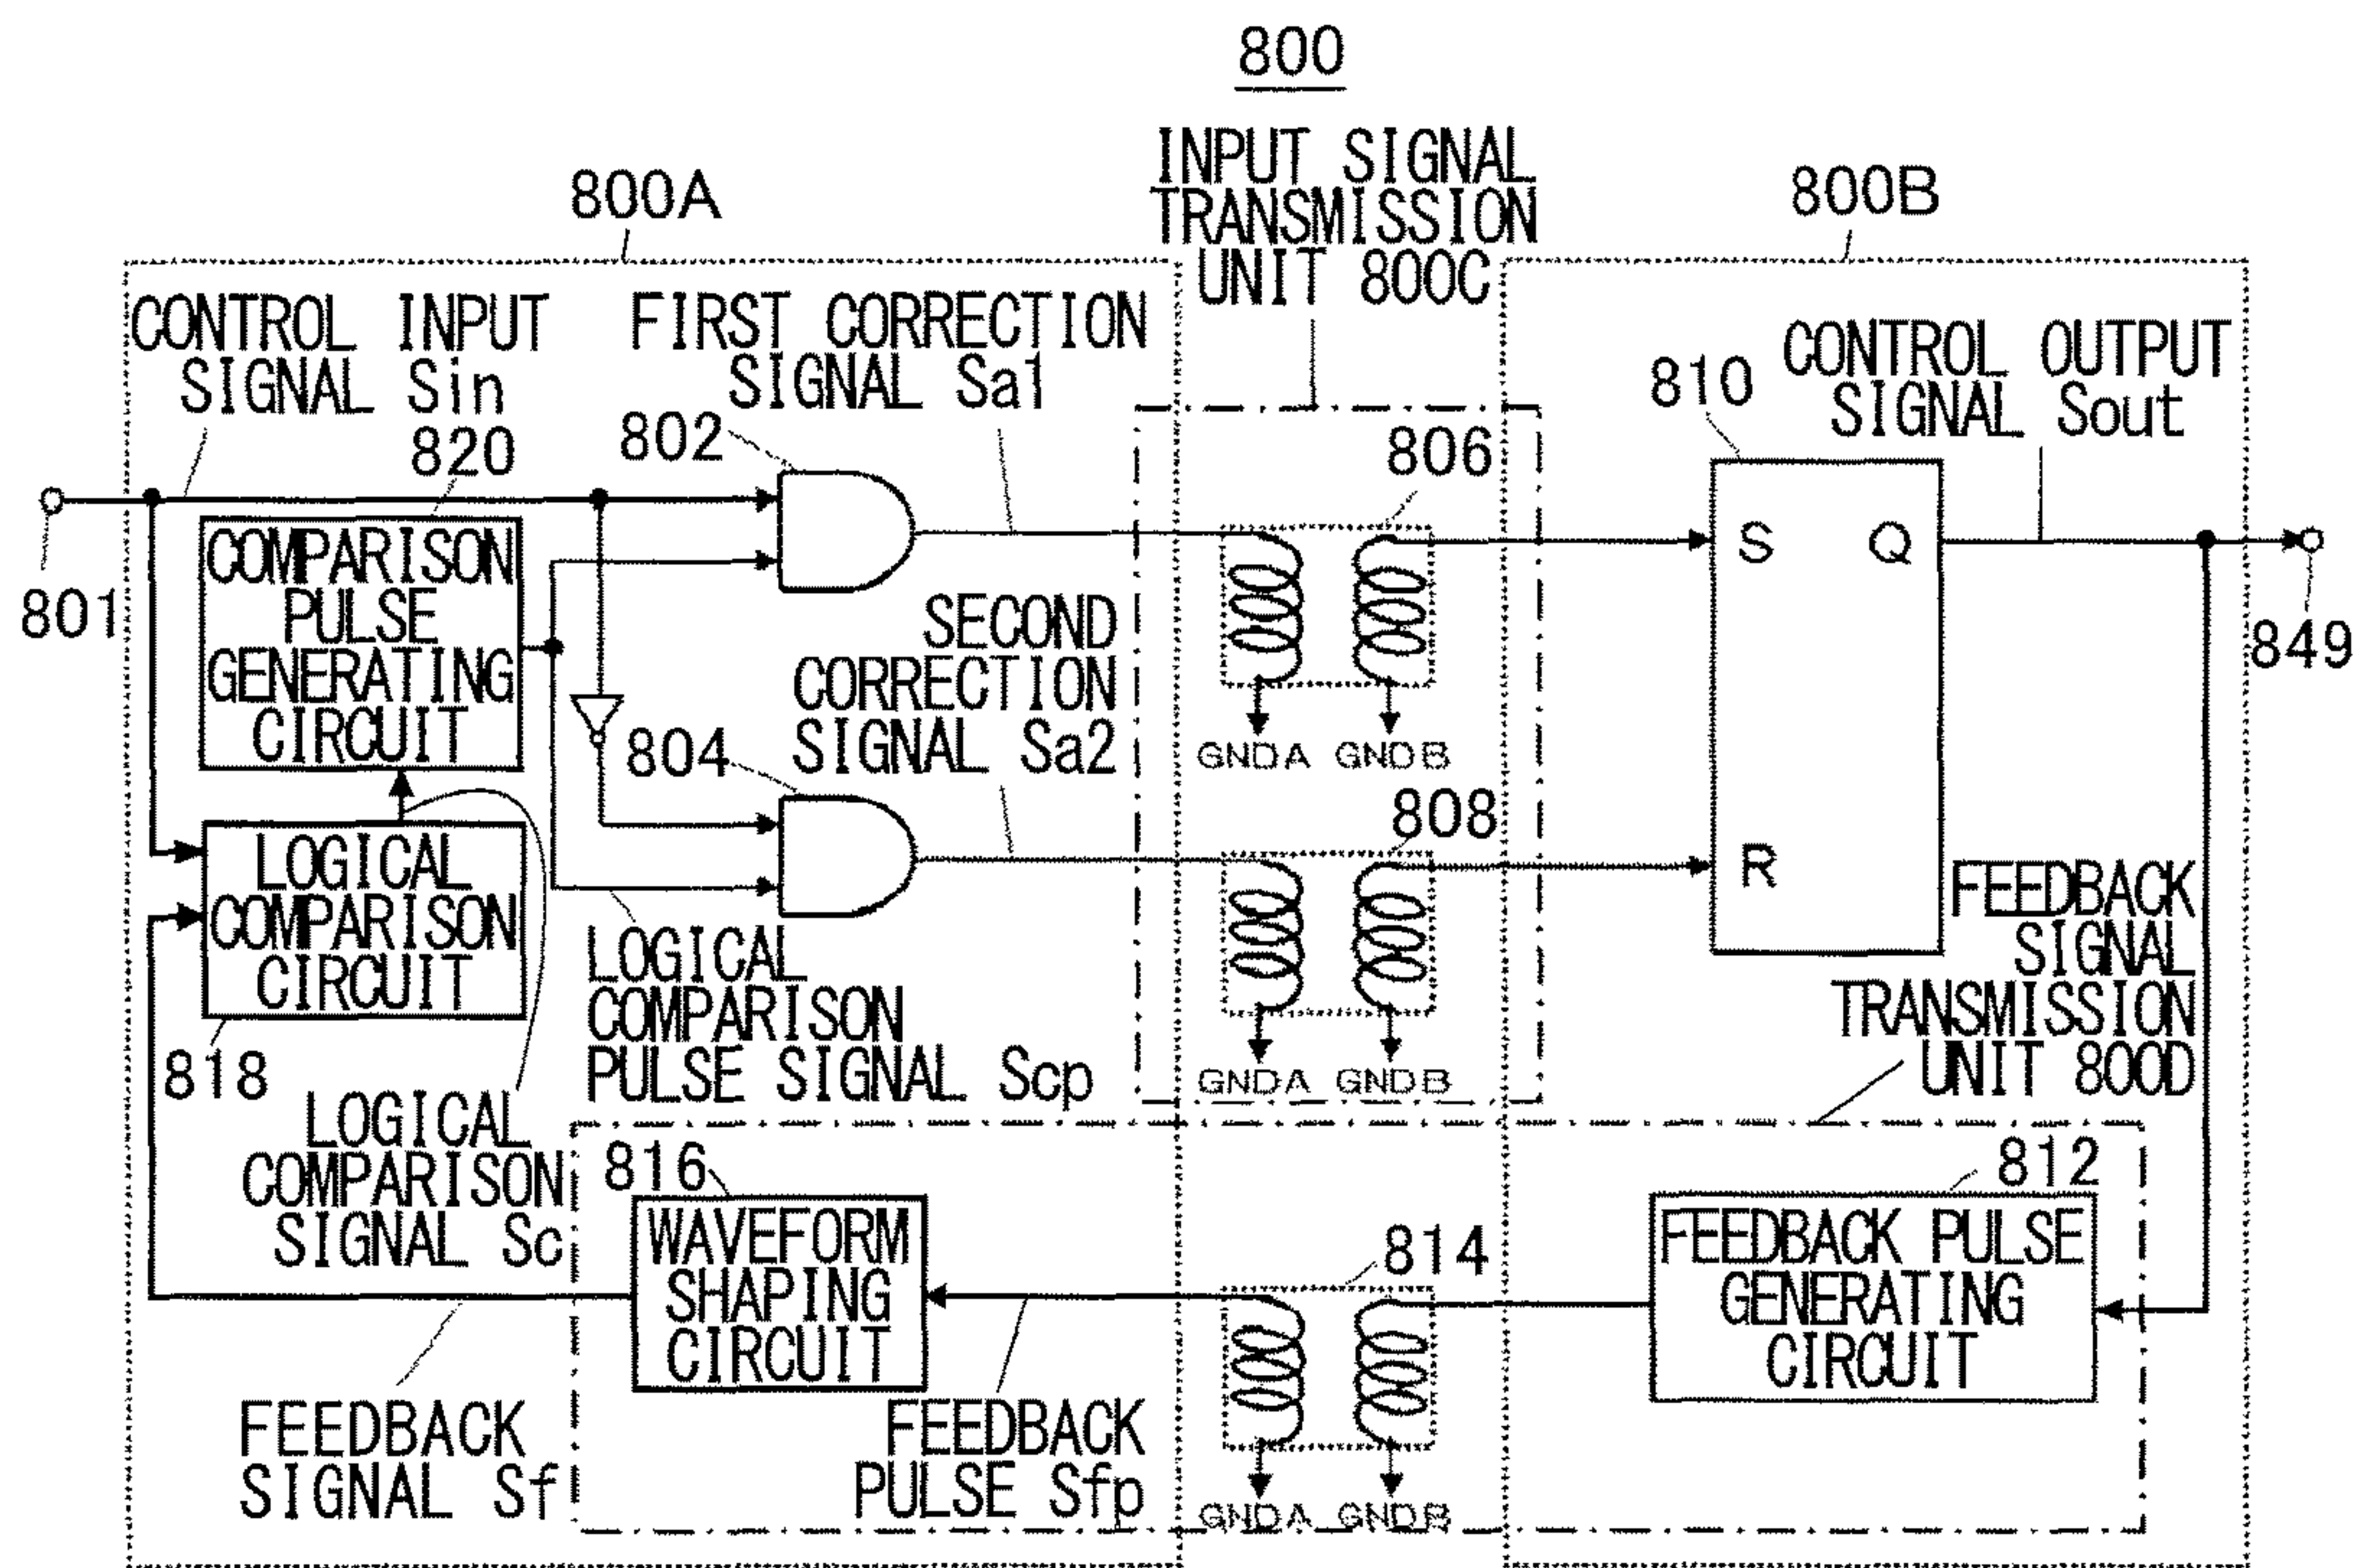 800
INPUT SIGNAL
TRANSMISSION
UNIT 800C
800A
800B
CONTROL INPUT
SIGNAL Sin
FIRST CORRECTION
SIGNAL Sa1
CONTROL OUTPUT
SIGNAL Sout
820
802
806
810
801
COMPARISON
PULSE
GENERATING
CIRCUIT
S
Q
849
SECOND
CORRECTION
SIGNAL Sa2
804
GNDA
GNDB
808
LOGICAL
COMPARISON
CIRCUIT
R
818
LOGICAL
COMPARISON
PULSE SIGNAL Scp
GNDA
GNDB
FEEDBACK
SIGNAL
TRANSMISSION
UNIT 800D
LOGICAL
COMPARISON
SIGNAL Sc
816
812
WAVEFORM
SHAPING
CIRCUIT
814
FEEDBACK PULSE
GENERATING
CIRCUIT
FEEDBACK
SIGNAL Sf
FEEDBACK
PULSE Sfp
GNDA
GNDB